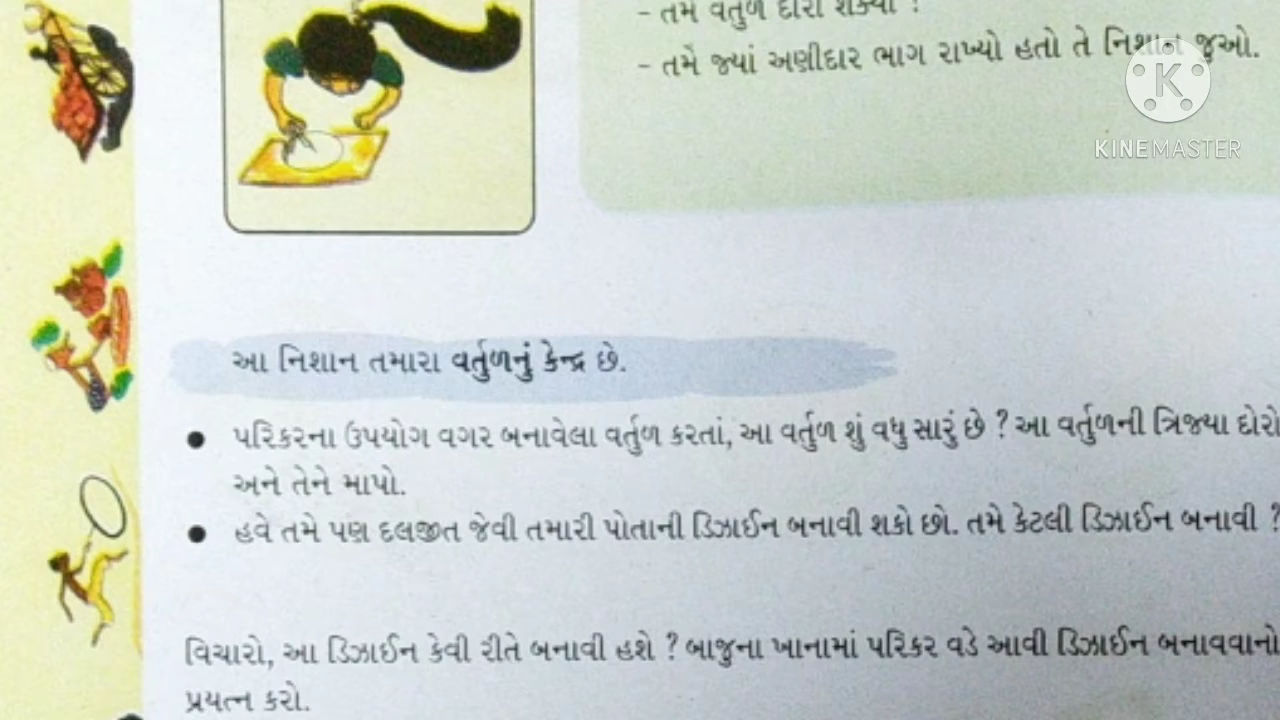 - તમે વર્તુળ દોરી શક્યા ?
- તમે જ્યાં અણીદાર ભાગ રાખ્યો હતો તે નિશાન જુઓ.
KINEMASTER
આ નિશાન તમારા વર્તુળનું કેન્દ્ર છે.
● પરિકરના ઉપયોગ વગર બનાવેલા વર્તુળ કરતાં, આ વર્તુળ શું વધુ સારું છે ? આ વર્તુળની ત્રિજ્યા દોરો
અને તેને માપો.
● હવે તમે પણ દલજીત જેવી તમારી પોતાની ડિઝાઈન બનાવી શકો છો. તમે કેટલી ડિઝાઈન બનાવી ?
વિચારો, આ ડિઝાઈન કેવી રીતે બનાવી હશે ? બાજુના ખાનામાં પરિકર વડે આવી ડિઝાઈન બનાવવાનો
પ્રયત્ન કરો.